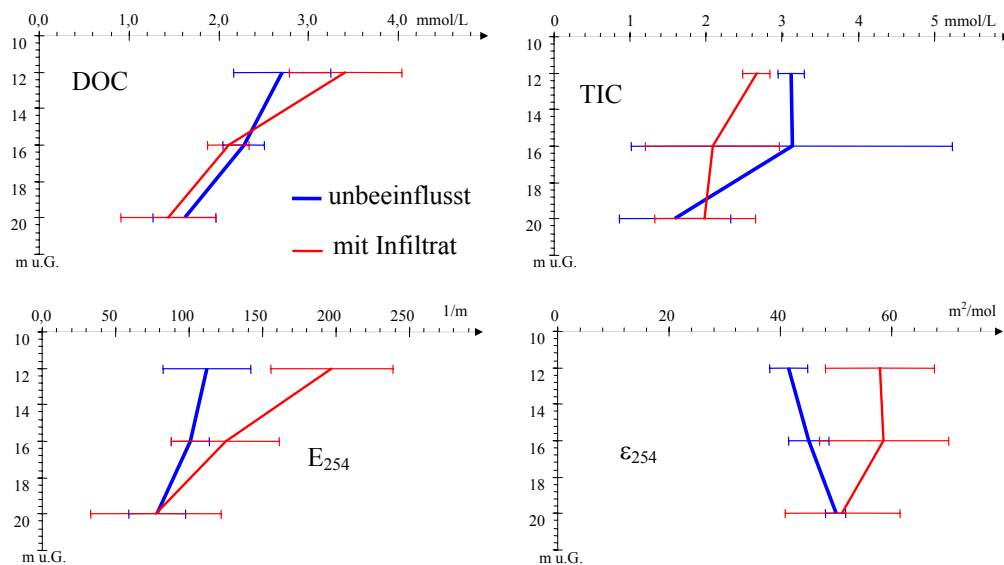 0,0 1,0 2,0 3,0 4,0 mmol/L
10
12
14
16
18
20
m u.G.
DOC
unbeeinflusst
mit Infiltrat
0 1 2 3 4 5 mmol/L
10
12
14
16
18
20
m u.G.
TIC
0,0 50 100 150 200 250 1/m
10
12
14
16
18
20
m u.G.
E₂₅₄
0 20 40 60 m²/mol
10
12
14
16
18
20
m u.G.
ε₂₅₄